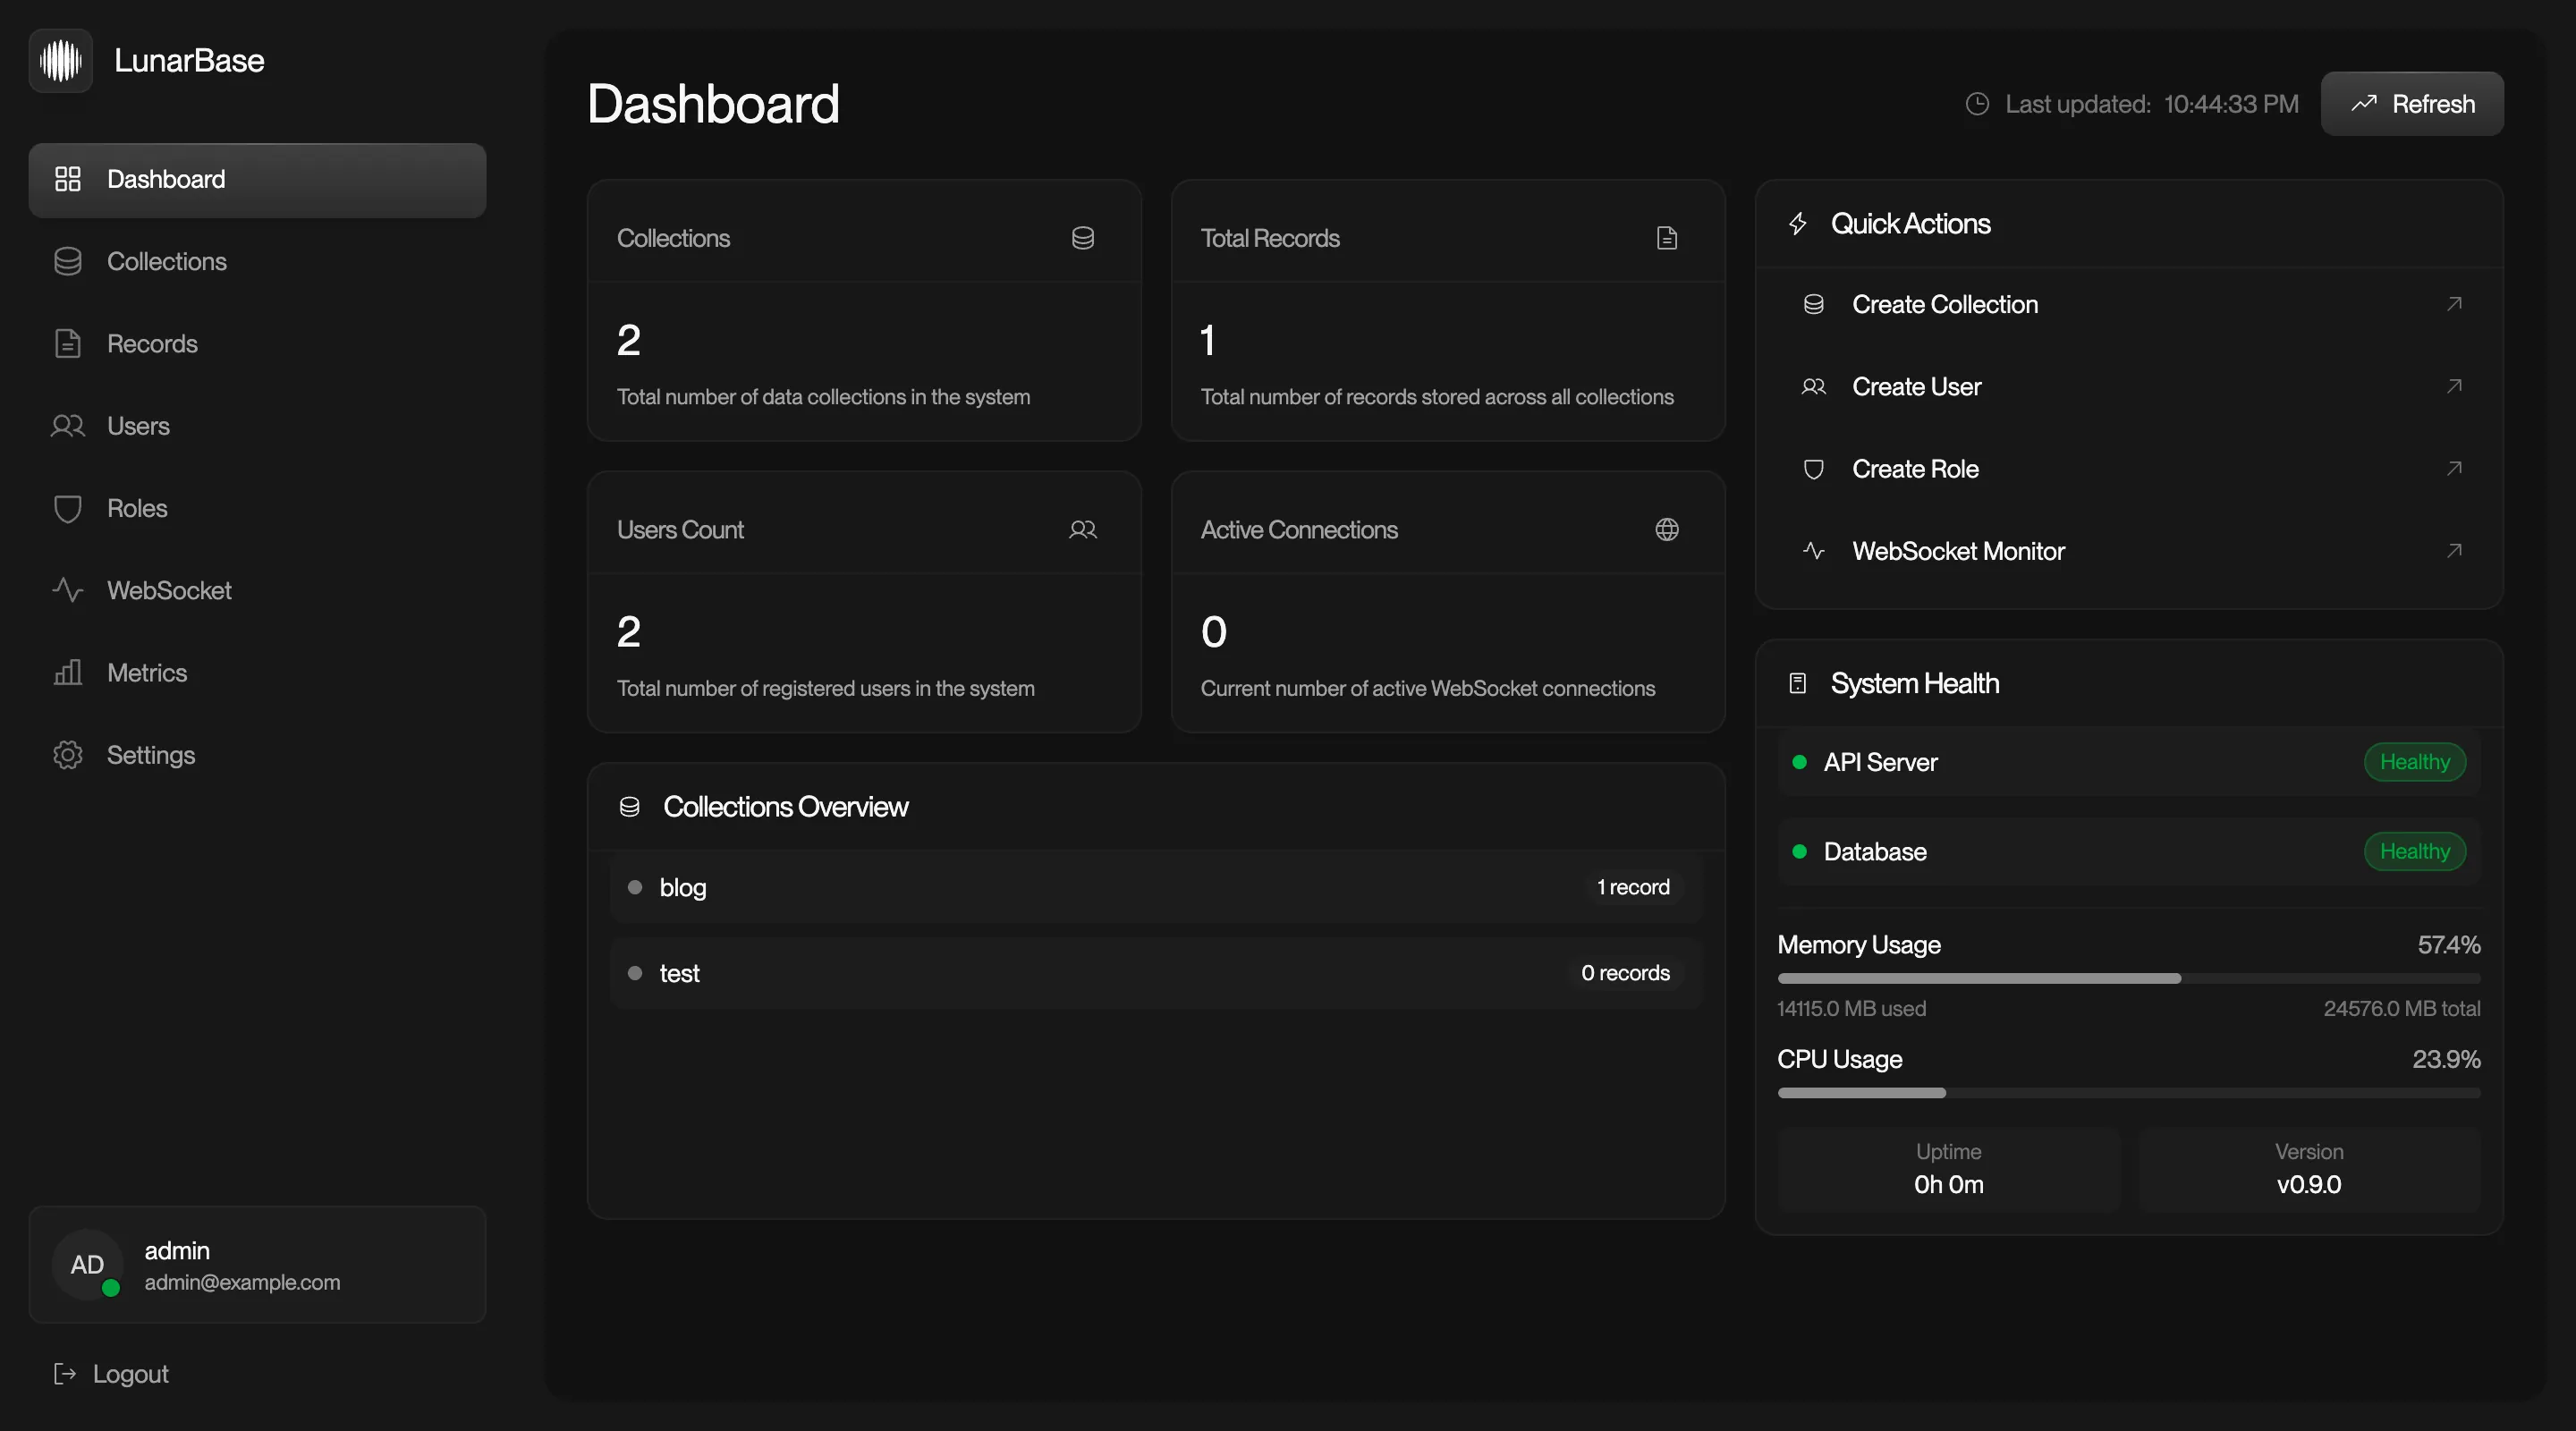 LunarBase
Dashboard
Collections
Records
Users
Roles
WebSocket
Metrics
Settings
AD
admin
admin@example.com
Logout
Dashboard
Last updated: 10:44:33 PM
Refresh
Collections
2
Total number of data collections in the system
Total Records
1
Total number of records stored across all collections
Users Count
2
Total number of registered users in the system
Active Connections
0
Current number of active WebSocket connections
Collections Overview
blog 1 record
test 0 records
Quick Actions
Create Collection
Create User
Create Role
WebSocket Monitor
System Health
API Server Healthy
Database Healthy
Memory Usage 57.4%
14115.0 MB used 24576.0 MB total
CPU Usage 23.9%
Uptime
0h 0m
Version
v0.9.0